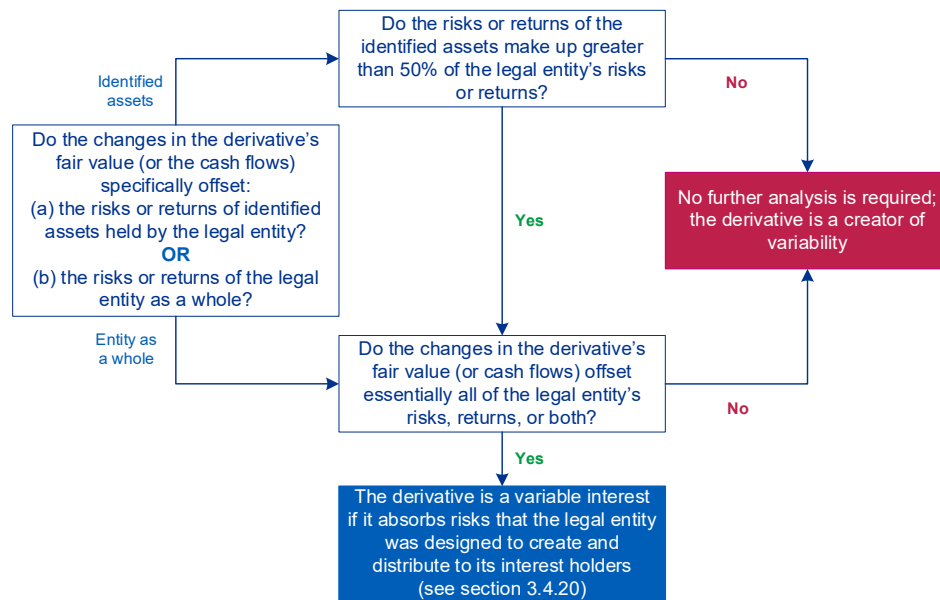 Do the risks or returns of the
identified assets make up greater
than 50% of the legal entity's risks
or returns?
No
Identified
assets
Do the changes in the derivative's
fair value (or the cash flows)
specifically offset:
(a) the risks or returns of identified
assets held by the legal entity?
OR
(b) the risks or returns of the legal
entity as a whole?
Yes
No further analysis is required;
the derivative is a creator of
variability
Entity as
a whole
Do the changes in the derivative's
fair value (or cash flows) offset
essentially all of the legal entity's
risks, returns, or both?
No
Yes
The derivative is a variable interest
if it absorbs risks that the legal entity
was designed to create and
distribute to its interest holders
(see section 3.4.20)